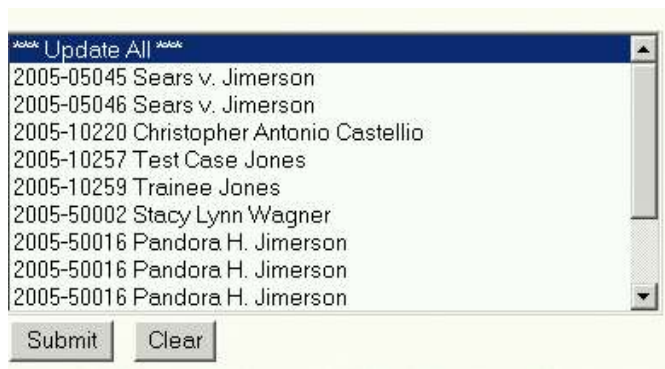 *** Update All ***
2005-05045 Sears v. Jimerson
2005-05046 Sears v. Jimerson
2005-10220 Christopher Antonio Castellio
2005-10257 Test Case Jones
2005-10259 Trainee Jones
2005-50002 Stacy Lynn Wagner
2005-50016 Pandora H. Jimerson
2005-50016 Pandora H. Jimerson
2005-50016 Pandora H. Jimerson
Submit Clear